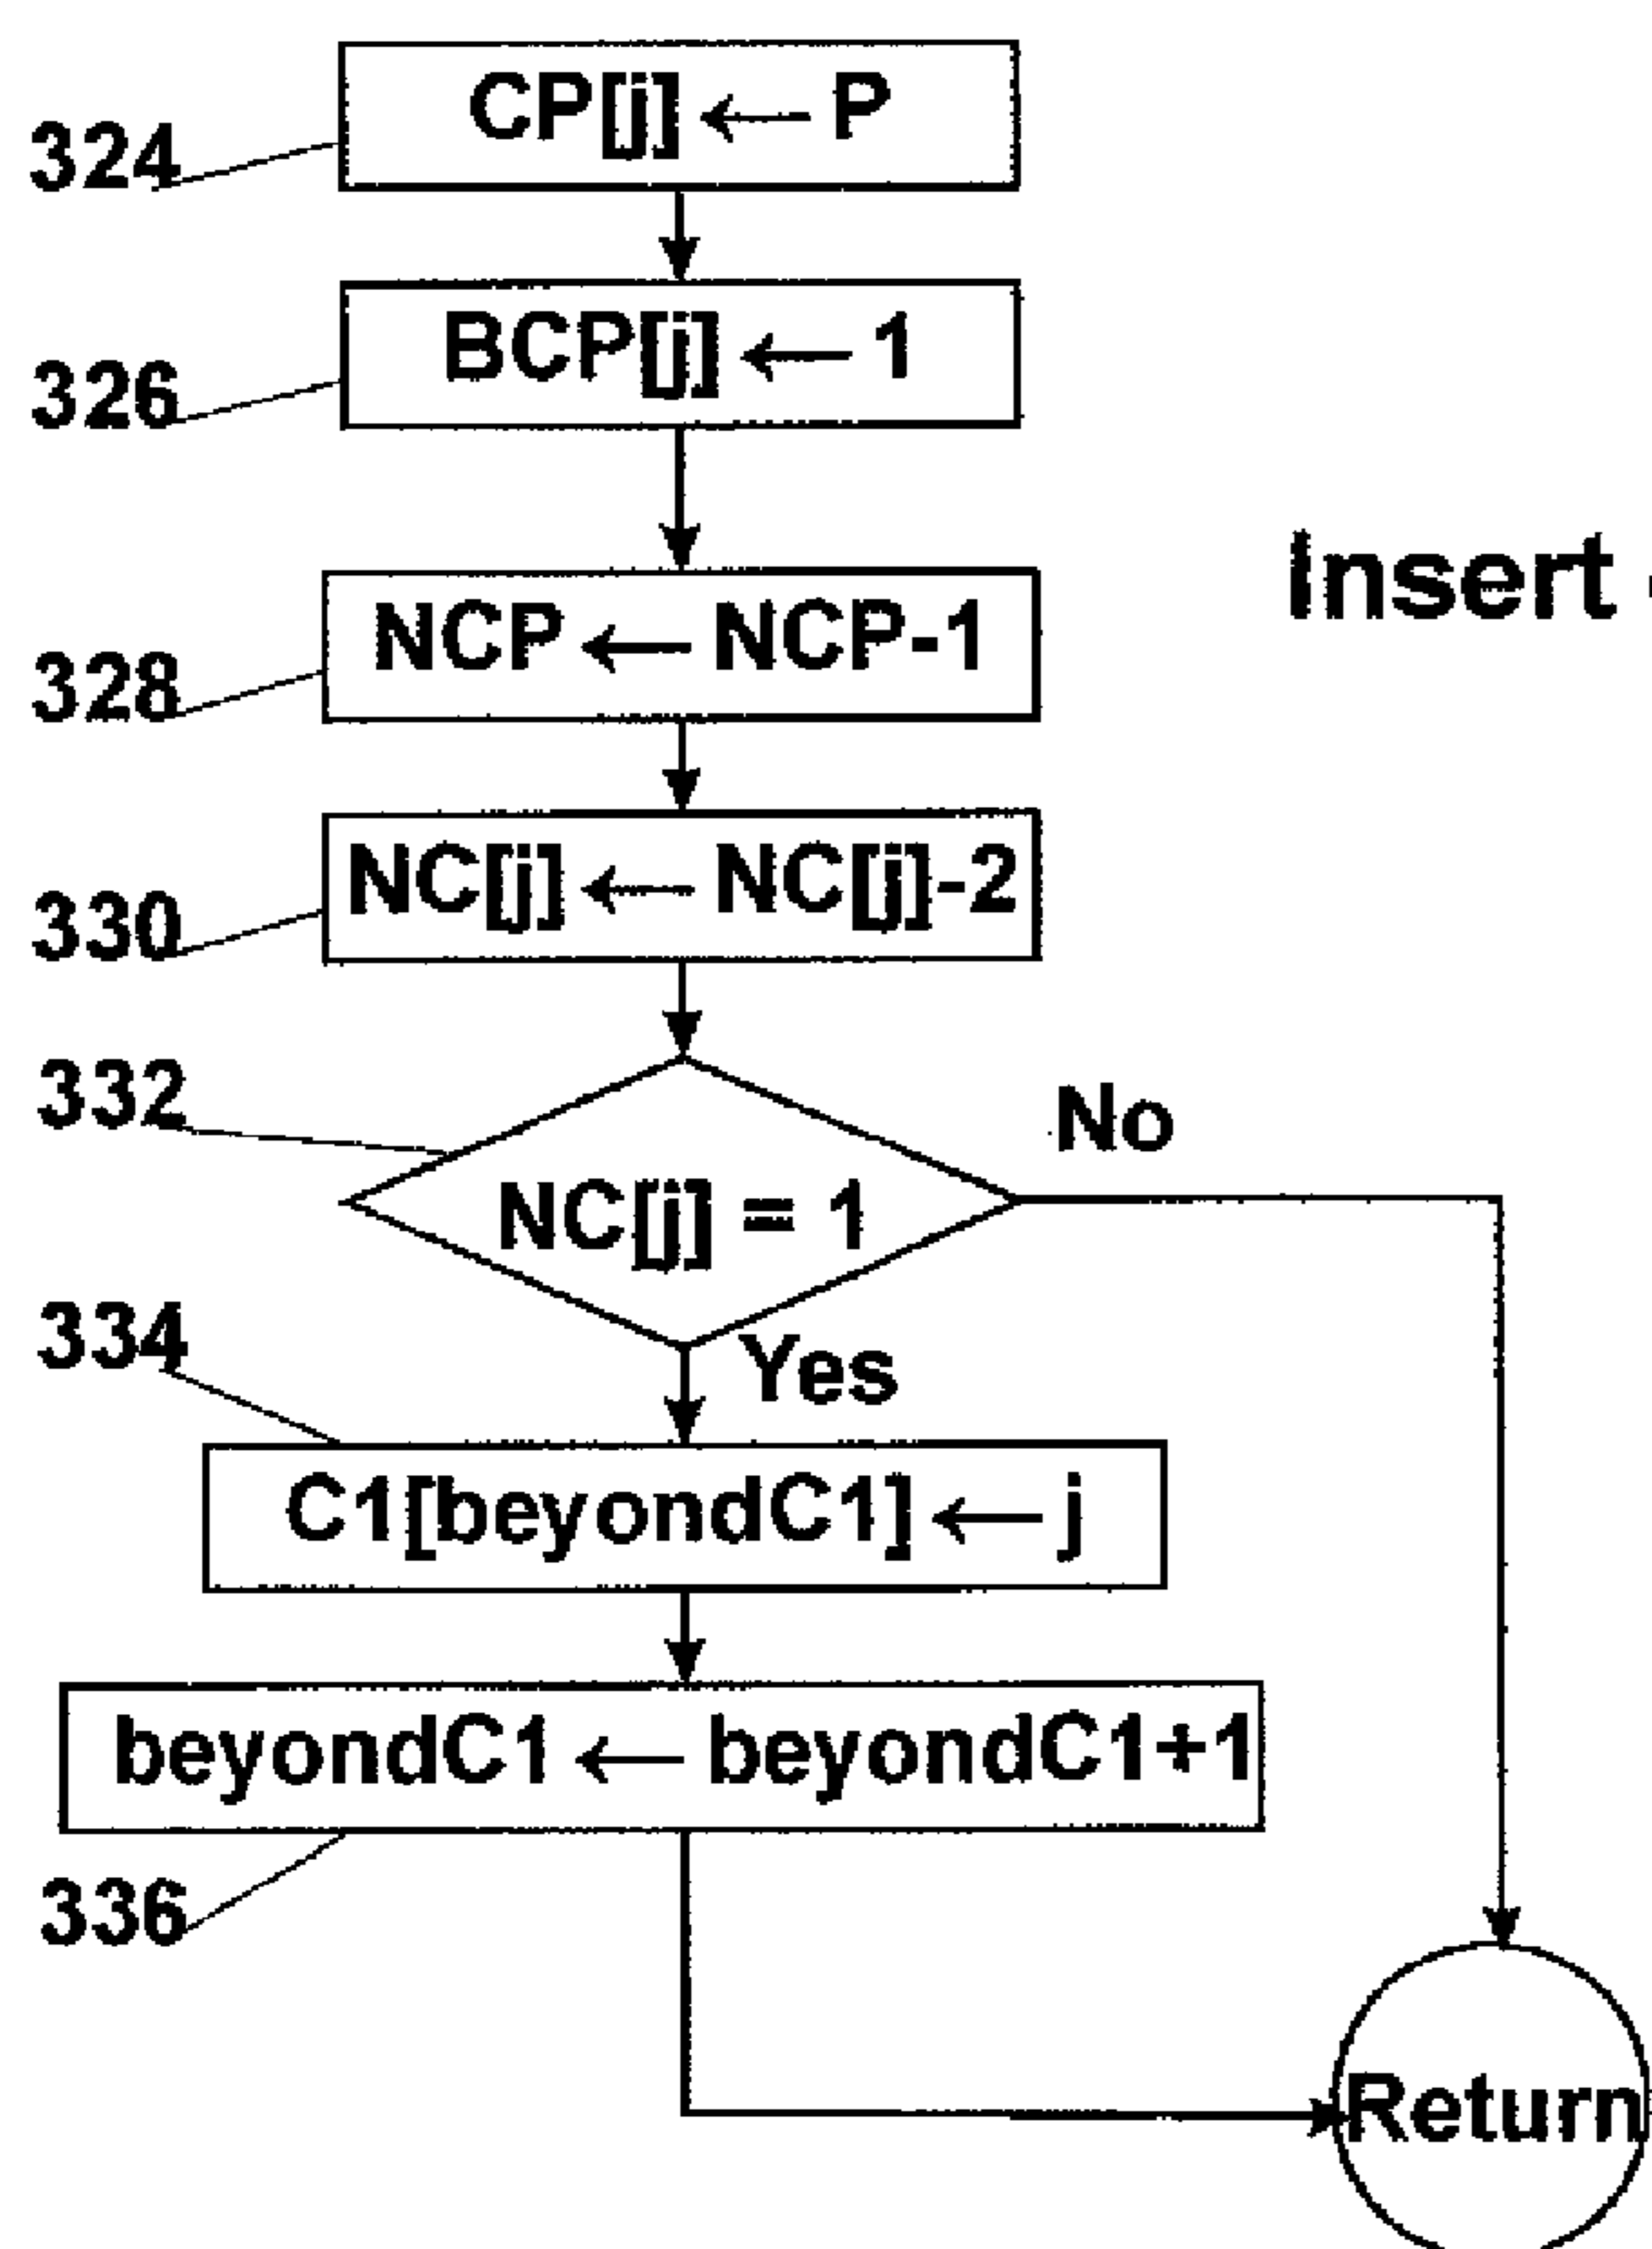 324
CP[j] ← P
326
BCP[j] ← 1
Insert
328
NCP ← NCP-1
330
NC[j] ← NC[j]-2
332
No
NC[j] = 1
334
Yes
C1[beyondC1] ← j
beyondC1 ← beyondC1+1
336
Return